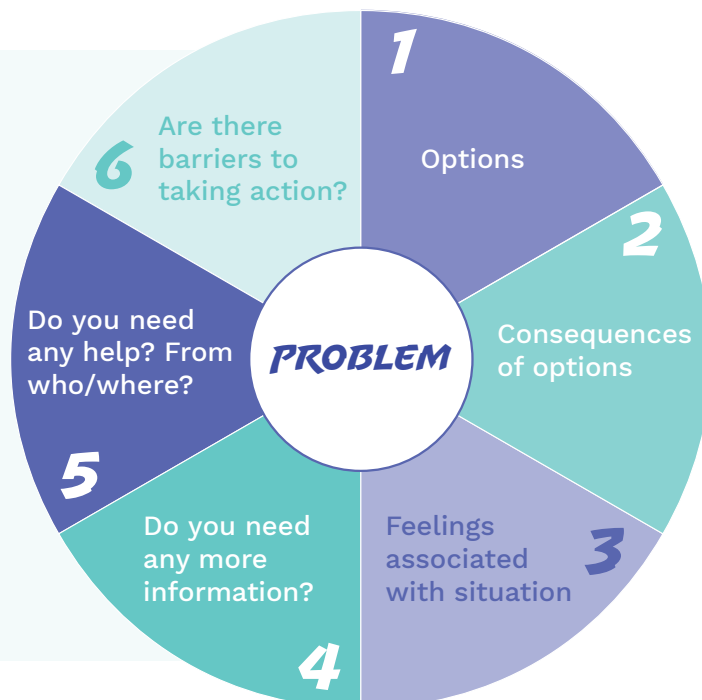 1
Options
2
Consequences
of options
3
Feelings
associated
with situation
4
Do you need
any more
information?
5
Do you need
any help? From
who/where?
6
Are there
barriers to
taking action?
PROBLEM